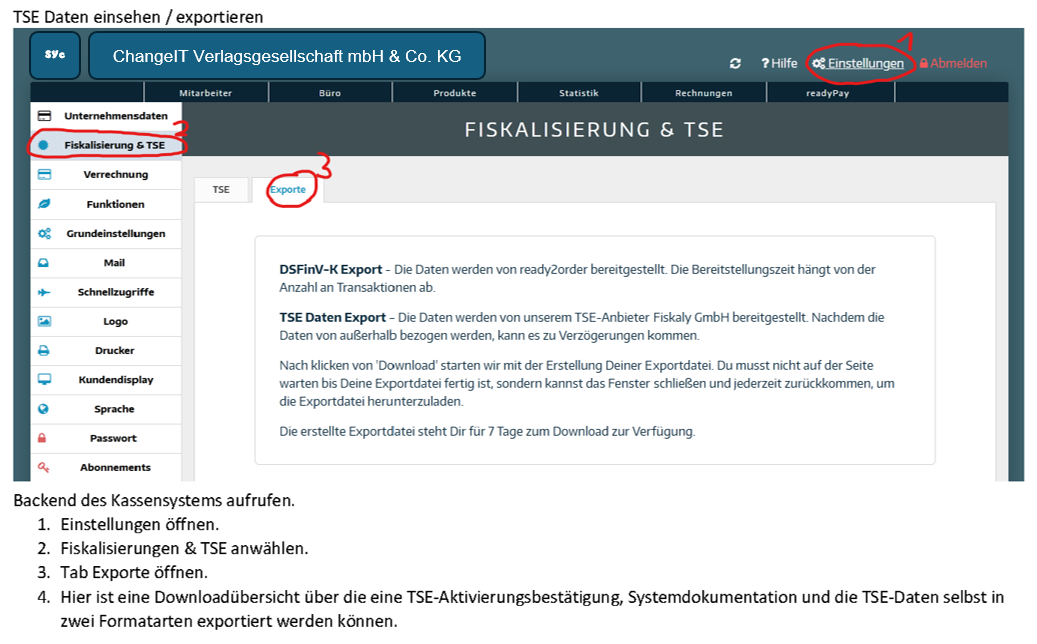 TSE Daten einsehen / exportieren
syc
ChangeIT Verlagsgesellschaft mbH & Co. KG
1
? Hilfe Einstellungen Abmelden
Mitarbeiter Büro Produkte Statistik Rechnungen readyPay
Unternehmensdaten
2
FISKALISIERUNG & TSE
Fiskalisierung & TSE
3
Verrechnung
TSE Exporte
Funktionen
Grundeinstellungen
Mail
Schnellzugriffe
Logo
Drucker
Kundendisplay
Sprache
Passwort
Abonnements
DSFinV-K Export - Die Daten werden von ready2order bereitgestellt. Die Bereitstellungszeit hängt von der
Anzahl an Transaktionen ab.
TSE Daten Export - Die Daten werden von unserem TSE-Anbieter Fiskaly GmbH bereitgestellt. Nachdem die
Daten von außerhalb bezogen werden, kann es zu Verzögerungen kommen.
Nach klicken von 'Download' starten wir mit der Erstellung Deiner Exportdatei. Du musst nicht auf der Seite
warten bis Deine Exportdatei fertig ist, sondern kannst das Fenster schließen und jederzeit zurückkommen, um
die Exportdatei herunterzuladen.
Die erstellte Exportdatei steht Dir für 7 Tage zum Download zur Verfügung.
Backend des Kassensystems aufrufen.
1. Einstellungen öffnen.
2. Fiskalisierungen & TSE anwählen.
3. Tab Exporte öffnen.
4. Hier ist eine Downloadübersicht über die eine TSE-Aktivierungsbestätigung, Systemdokumentation und die TSE-Daten selbst in
zwei Formatarten exportiert werden können.